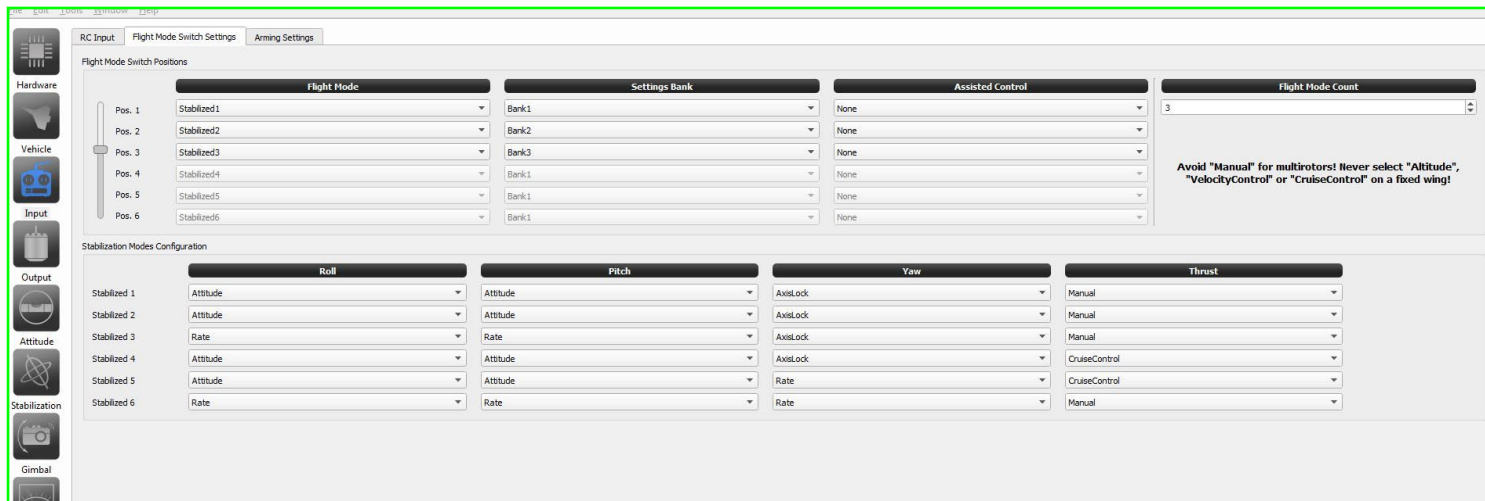 File Edit Tools Window Help
RC Input Flight Mode Switch Settings Arming Settings
Flight Mode Switch Positions
Hardware
Flight Mode Settings Bank Assisted Control Flight Mode Count
Pos. 1 Stabilized1 Bank1 None 3
Pos. 2 Stabilized2 Bank2 None
Vehicle
Pos. 3 Stabilized3 Bank3 None
Avoid "Manual" for multirotors! Never select "Altitude",
Pos. 4 Stabilized4 Bank1 None
"VelocityControl" or "CruiseControl" on a fixed wing!
Pos. 5 Stabilized5 Bank1 None
Input
Pos. 6 Stabilized6 Bank1 None
Stabilization Modes Configuration
Output
Roll Pitch Yaw Thrust
Stabilized 1 Attitude Attitude AxisLock Manual
Stabilized 2 Attitude Attitude AxisLock Manual
Attitude
Stabilized 3 Rate Rate AxisLock Manual
Stabilized 4 Attitude Attitude AxisLock CruiseControl
Stabilized 5 Attitude Attitude Rate CruiseControl
Stabilization
Stabilized 6 Rate Rate Rate Manual
Gimbal